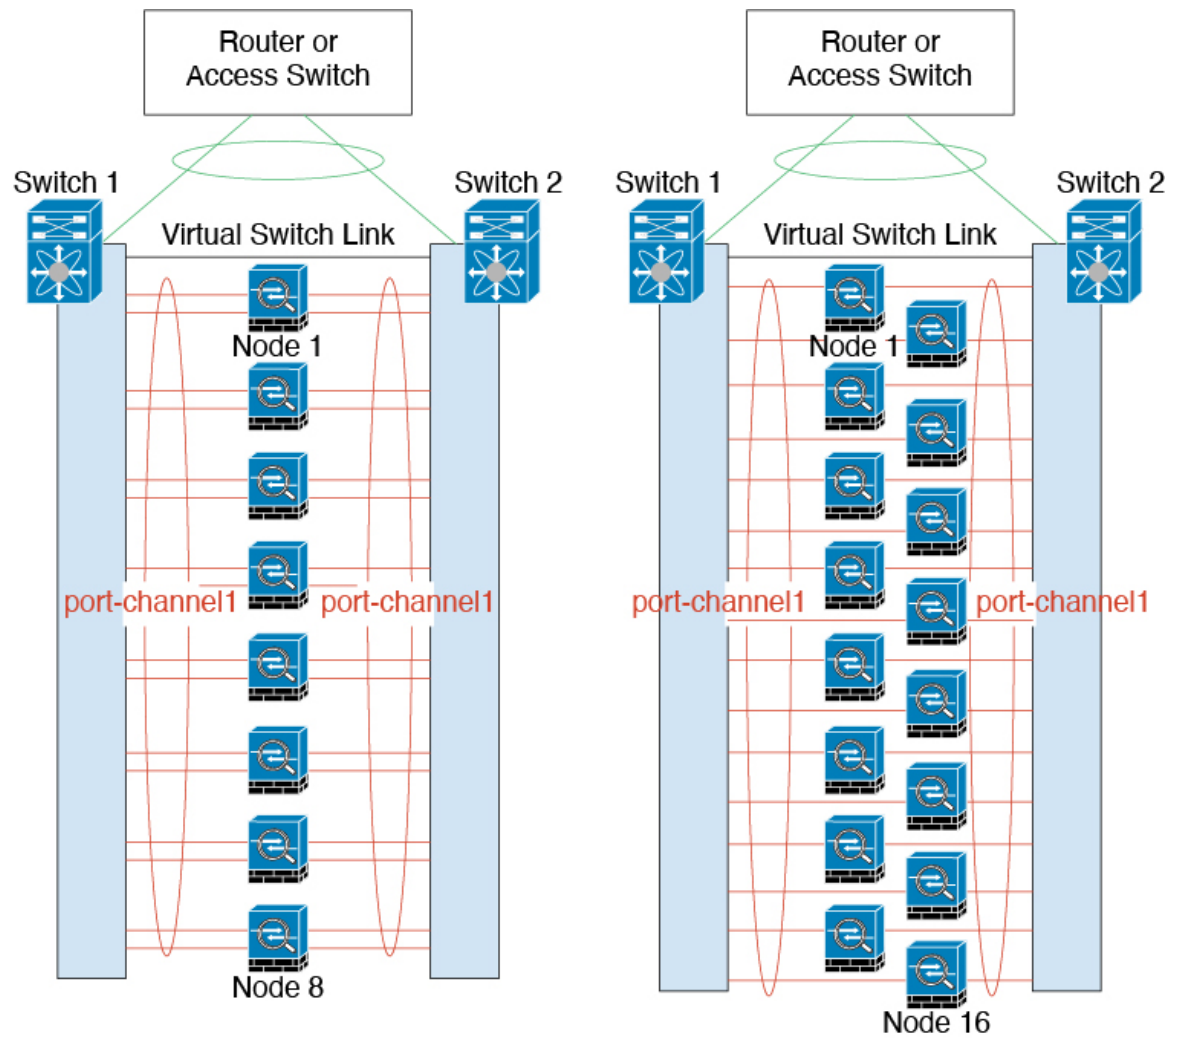 Router or
Access Switch
Switch 1
Switch 2
Virtual Switch Link
Node 1
port-channel1
port-channel1
Node 8
Router or
Access Switch
Switch 1
Switch 2
Virtual Switch Link
Node 1
port-channel1
port-channel1
Node 16